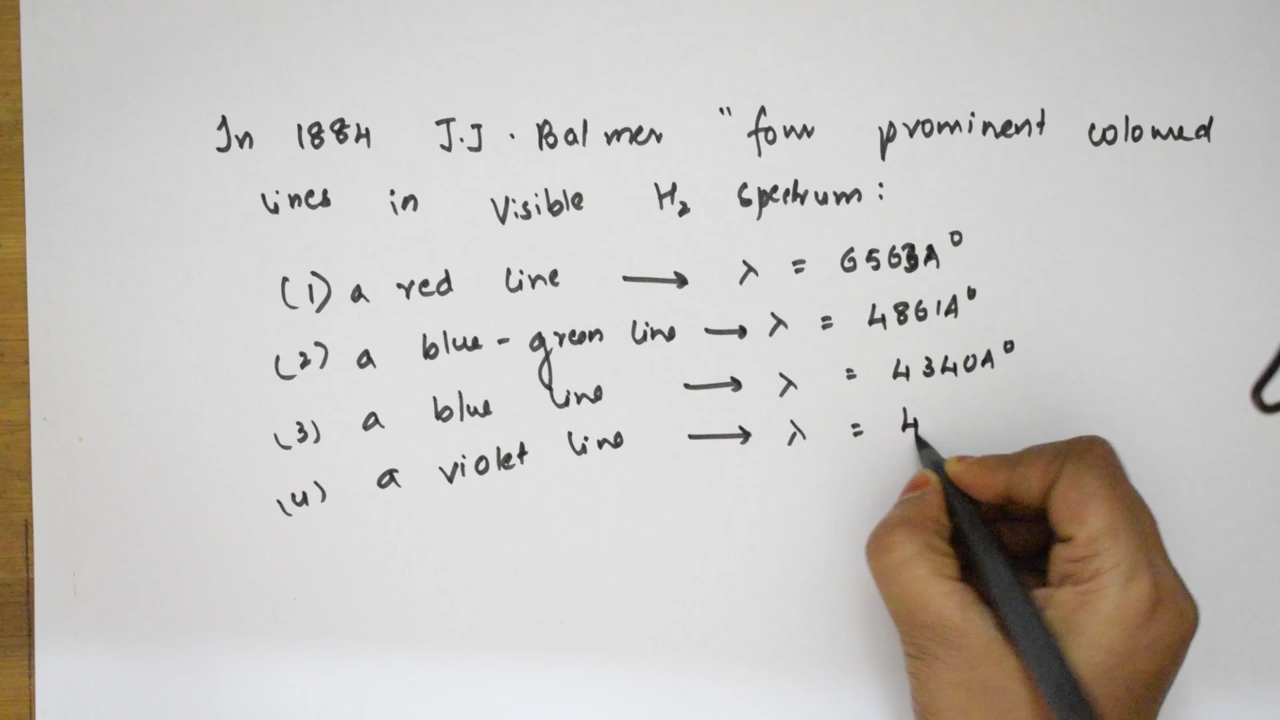 In 1884 J.J. Balmer "four prominent coloured
lines in visible H₂ spectrum:
(1) a red line ⟶ λ = 6563A°
(2) a blue-green line ⟶ λ = 4861A°
(3) a blue line ⟶ λ = 4340A°
(4) a violet line ⟶ λ = 4